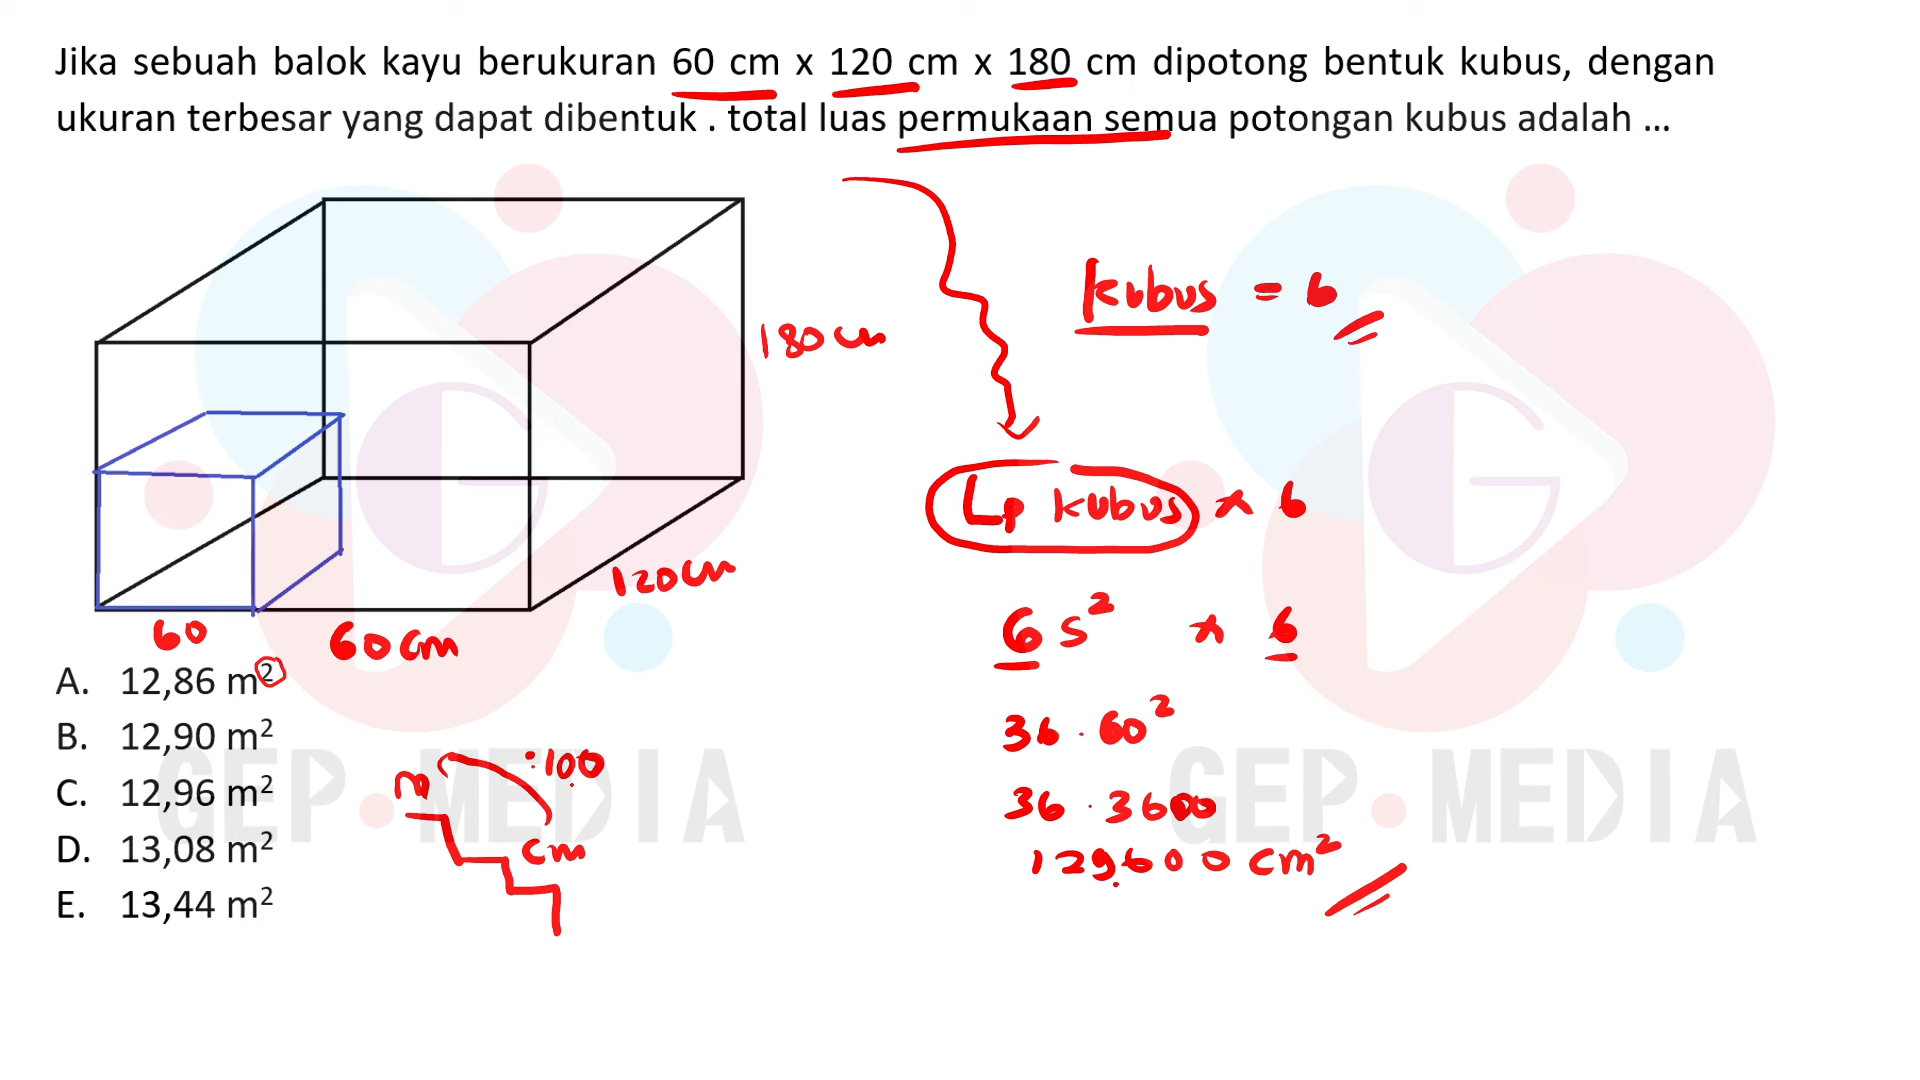 Jika sebuah balok kayu berukuran 60 cm x 120 cm x 180 cm dipotong bentuk kubus, dengan
ukuran terbesar yang dapat dibentuk . total luas permukaan semua potongan kubus adalah ...
kubus = 6
180 cm
Lp kubus x 6
120 cm
60
60 cm
6 s² x 6
A. 12,86 m²
B. 12,90 m²
C. 12,96 m²
D. 13,08 m²
E. 13,44 m²
m
:100
cm
36 . 60²
36 . 3600
129.600 cm²
GEP MEDIA
GEP MEDIA